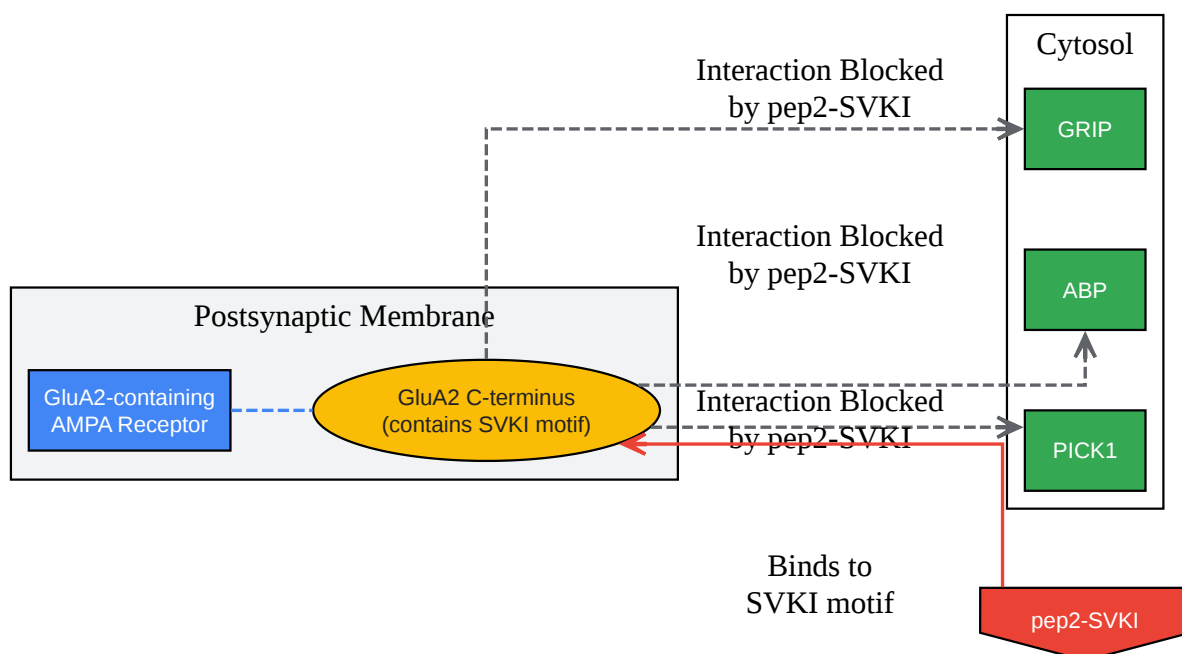 Interaction Blocked
by pep2-SVKI
Cytosol
GRIP
Interaction Blocked
by pep2-SVKI
ABP
Postsynaptic Membrane
GluA2-containing
AMPA Receptor
GluA2 C-terminus
(contains SVKI motif)
Interaction Blocked
by pep2-SVKI
PICK1
Binds to
SVKI motif
pep2-SVKI